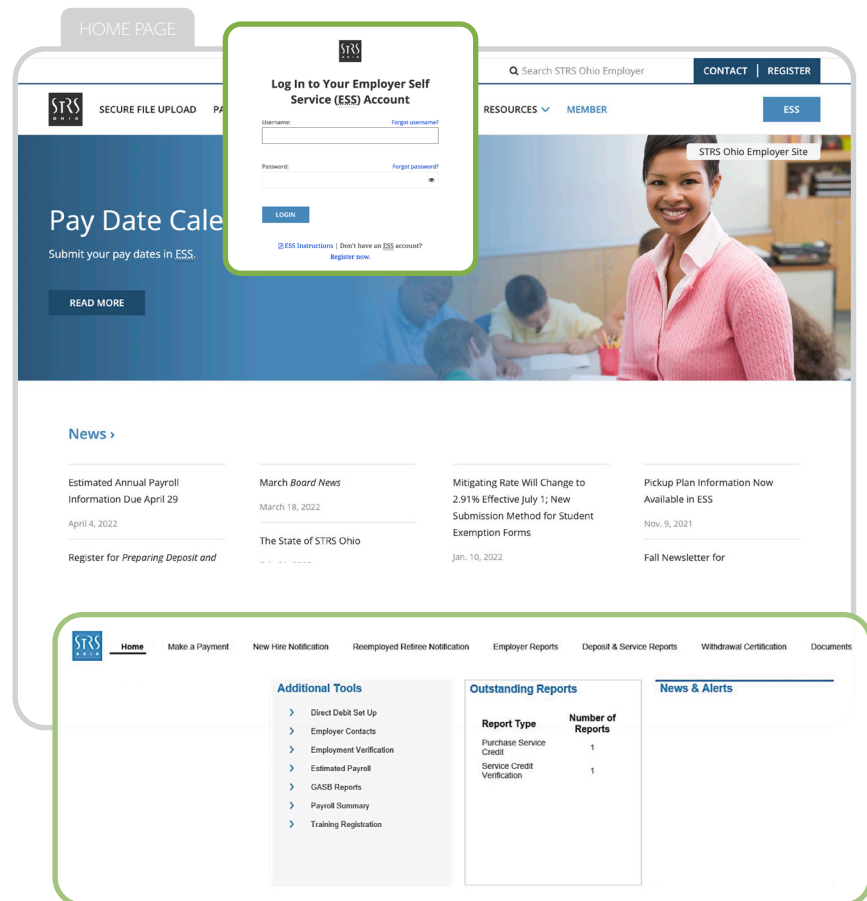 HOME PAGE
STRS
OHIO
Log In to Your Employer Self
Service (ESS) Account
Username:
Forgot username?
Password:
Forgot password?
LOGIN
ESS Instructions | Don't have an ESS account?
Register now.
Search STRS Ohio Employer
CONTACT | REGISTER
STRS
OHIO
SECURE FILE UPLOAD
RESOURCES
MEMBER
ESS
STRS Ohio Employer Site
Pay Date Cale
Submit your pay dates in ESS.
READ MORE
News ›
Estimated Annual Payroll
Information Due April 29
April 4, 2022
Register for Preparing Deposit and
March Board News
March 18, 2022
The State of STRS Ohio
Mitigating Rate Will Change to
2.91% Effective July 1; New
Submission Method for Student
Exemption Forms
Jan. 10, 2022
Pickup Plan Information Now
Available in ESS
Nov. 9, 2021
Fall Newsletter for
STRS
OHIO
Home
Make a Payment
New Hire Notification
Reemployed Retiree Notification
Employer Reports
Deposit & Service Reports
Withdrawal Certification
Documents
Additional Tools
Direct Debit Set Up
Employer Contacts
Employment Verification
Estimated Payroll
GASB Reports
Payroll Summary
Training Registration
Outstanding Reports
Report Type
Number of
Reports
Purchase Service
Credit
1
Service Credit
Verification
1
News & Alerts